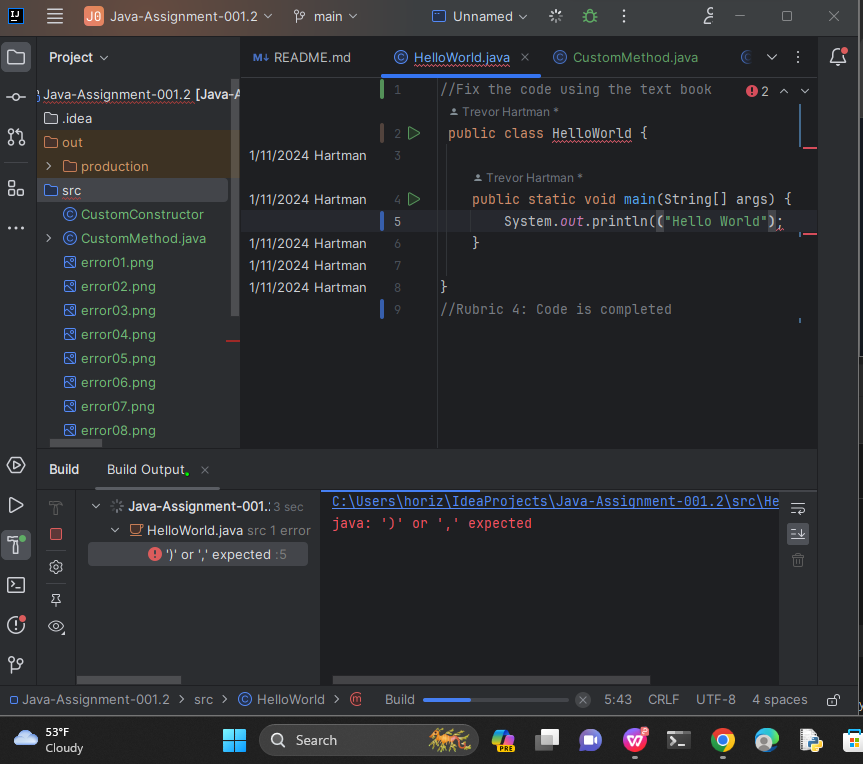 J0 Java-Assignment-001.2 main Unnamed
Project
M↓ README.md HelloWorld.java CustomMethod.java
Java-Assignment-001.2 [Java-A
.idea
out
production
src
CustomConstructor
CustomMethod.java
error01.png
error02.png
error03.png
error04.png
error05.png
error06.png
error07.png
error08.png
1 //Fix the code using the text book
2
Trevor Hartman *
2 public class HelloWorld {
1/11/2024 Hartman 3
Trevor Hartman *
1/11/2024 Hartman 4 public static void main(String[] args) {
5 System.out.println(("Hello World");
1/11/2024 Hartman 6 }
1/11/2024 Hartman 7
1/11/2024 Hartman 8 }
9 //Rubric 4: Code is completed
Build Build Output
Java-Assignment-001. 3 sec
HelloWorld.java src 1 error
')' or ',' expected :5
C:\Users\horiz\IdeaProjects\Java-Assignment-001.2\src\He
java: ')' or ',' expected
Java-Assignment-001.2 > src > HelloWorld > m Build 5:43 CRLF UTF-8 4 spaces
53°F
Cloudy
Search
PRE